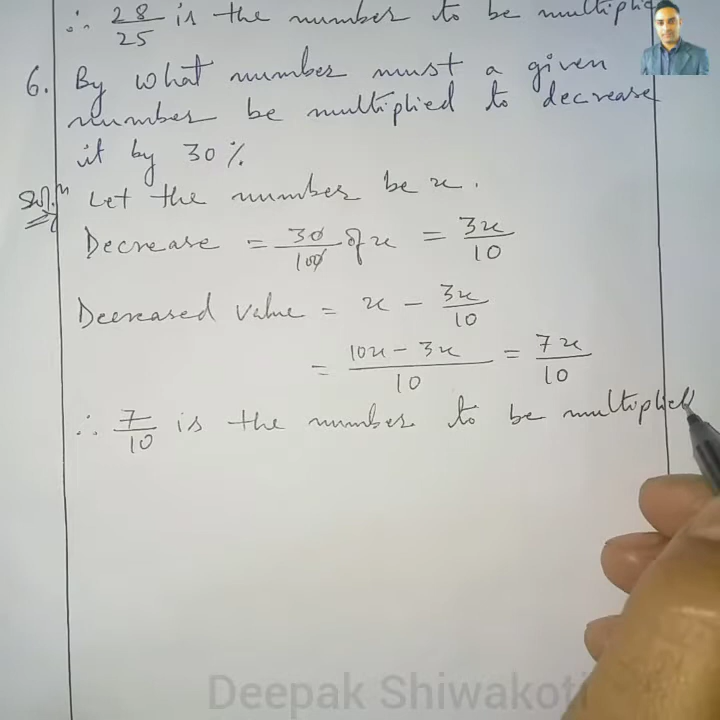 ∴ 28/25 is the number to be multiplie
6. By what number must a given
number be multiplied to decrease
it by 30%
Solⁿ Let the number be x.
Decrease = 30/100 of x = 3x/10
Decreased value = x - 3x/10
= 10x - 3x/10 = 7x/10
∴ 7/10 is the number to be multiplied
Deepak Shiwakoti